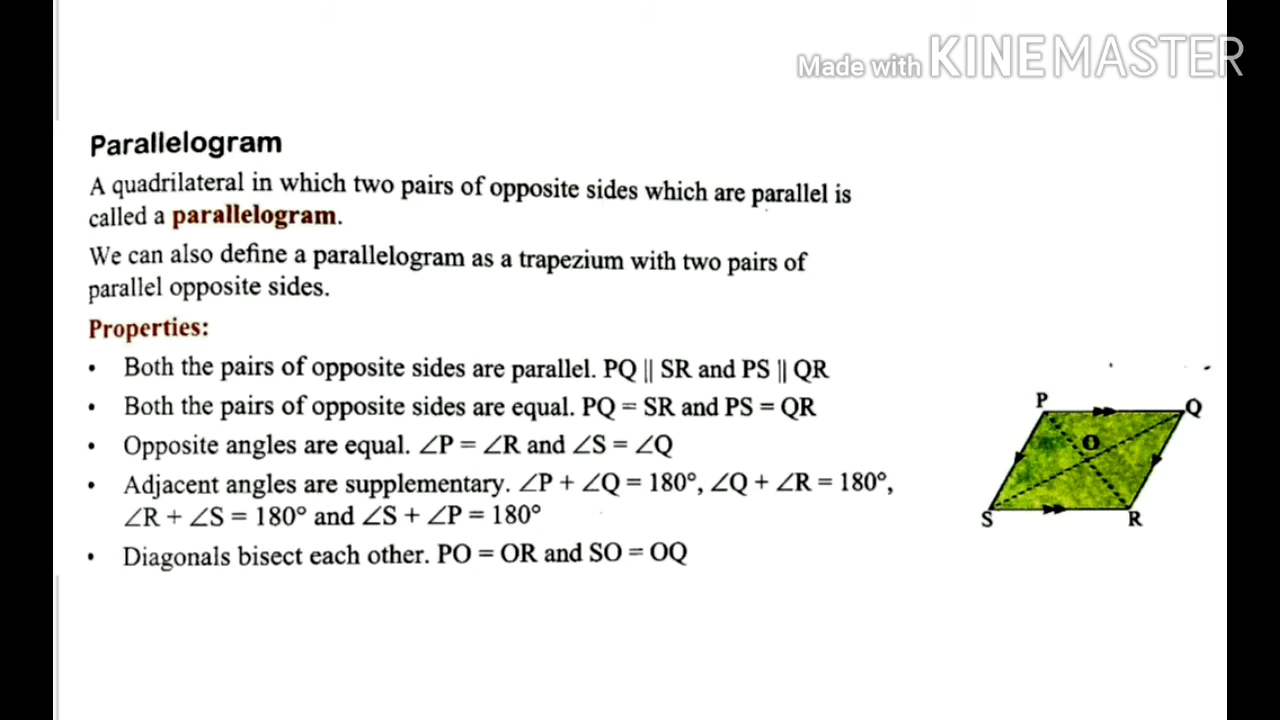 Made with KINEMASTER
Parallelogram
A quadrilateral in which two pairs of opposite sides which are parallel is
called a parallelogram.
We can also define a parallelogram as a trapezium with two pairs of
parallel opposite sides.
Properties:
• Both the pairs of opposite sides are parallel. PQ || SR and PS || QR
• Both the pairs of opposite sides are equal. PQ = SR and PS = QR
• Opposite angles are equal. ∠P = ∠R and ∠S = ∠Q
• Adjacent angles are supplementary. ∠P + ∠Q = 180°, ∠Q + ∠R = 180°,
∠R + ∠S = 180° and ∠S + ∠P = 180°
• Diagonals bisect each other. PO = OR and SO = OQ
P
Q
O
S
R